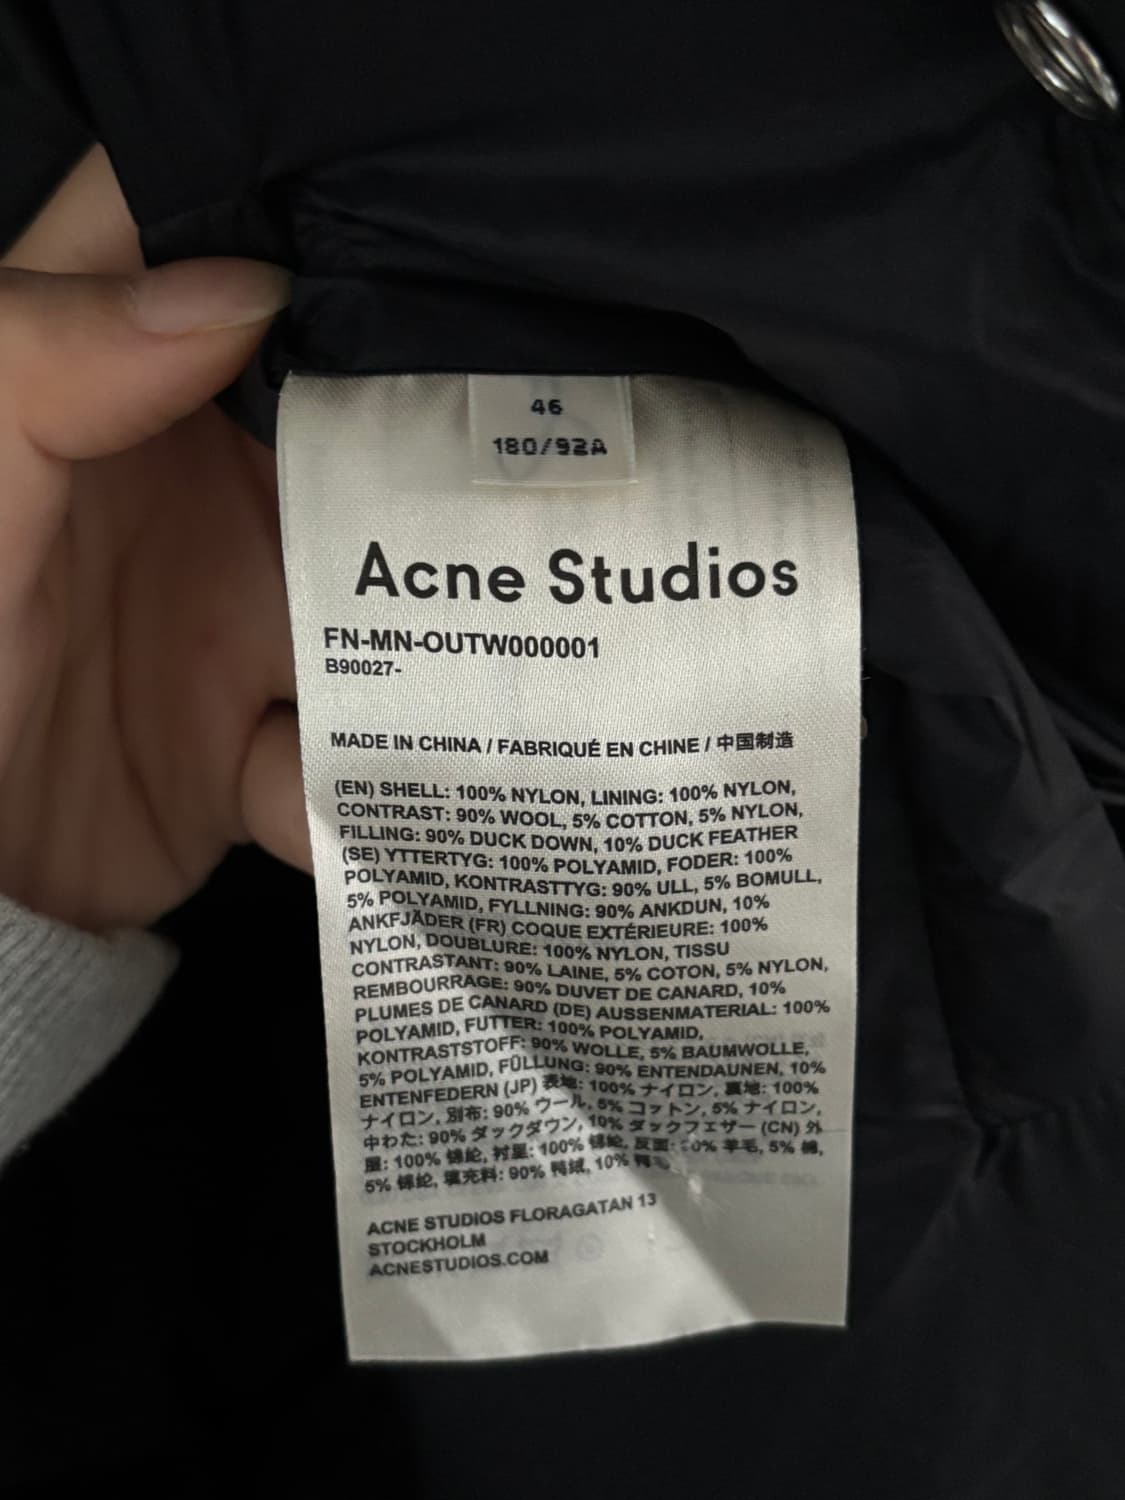 46
180/92A
Acne Studios
FN-MN-OUTW000001
B90027-
MADE IN CHINA / FABRIQUÉ EN CHINE / 中国制造
(EN) SHELL: 100% NYLON, LINING: 100% NYLON,
CONTRAST: 90% WOOL, 5% COTTON, 5% NYLON,
FILLING: 90% DUCK DOWN, 10% DUCK FEATHER
(SE) YTTERTYG: 100% POLYAMID, FODER: 100%
POLYAMID, KONTRASTTYG: 90% ULL, 5% BOMULL,
5% POLYAMID, FYLLNING: 90% ANKDUN, 10%
ANKFJÄDER (FR) COQUE EXTÉRIEURE: 100%
NYLON, DOUBLURE: 100% NYLON, TISSU
CONTRASTANT: 90% LAINE, 5% COTON, 5% NYLON,
REMBOURRAGE: 90% DUVET DE CANARD, 10%
PLUMES DE CANARD (DE) AUSSENMATERIAL: 100%
POLYAMID, FUTTER: 100% POLYAMID,
KONTRASTSTOFF: 90% WOLLE, 5% BAUMWOLLE,
5% POLYAMID, FÜLLUNG: 90% ENTENDAUNEN, 10%
ENTENFEDERN (JP) 表地: 100% ナイロン, 裏地: 100%
ナイロン, 別布: 90% ウール, 5% コットン, 5% ナイロン,
中わた: 90% ダックダウン, 10% ダックフェザー (CN) 外
层: 100% 锦纶, 衬里: 100% 锦纶, 反面: 羊毛, 5% 棉,
5% 锦纶, 填充料: 90% 鸭绒, 10%
ACNE STUDIOS FLORAGATAN 13
STOCKHOLM
ACNESTUDIOS.COM